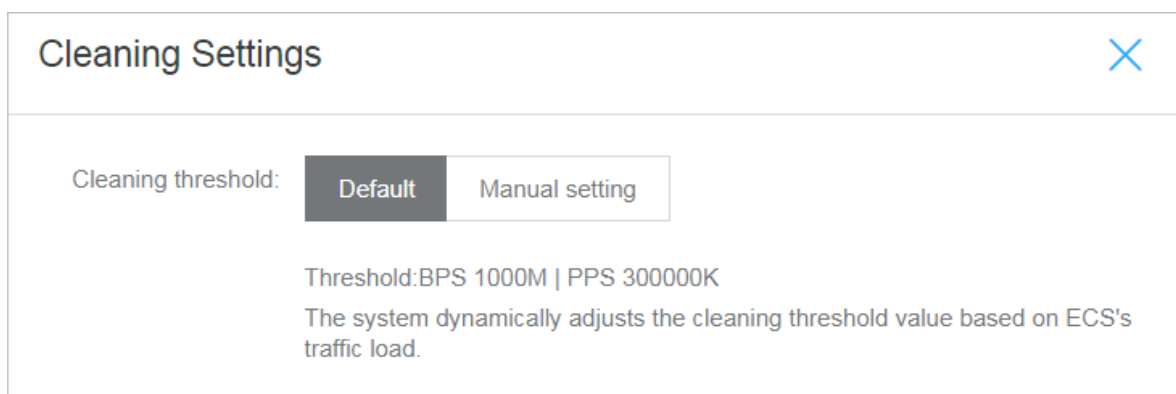 Cleaning Settings
Cleaning threshold:
Default
Manual setting
Threshold:BPS 1000M | PPS 300000K
The system dynamically adjusts the cleaning threshold value based on ECS's
traffic load.